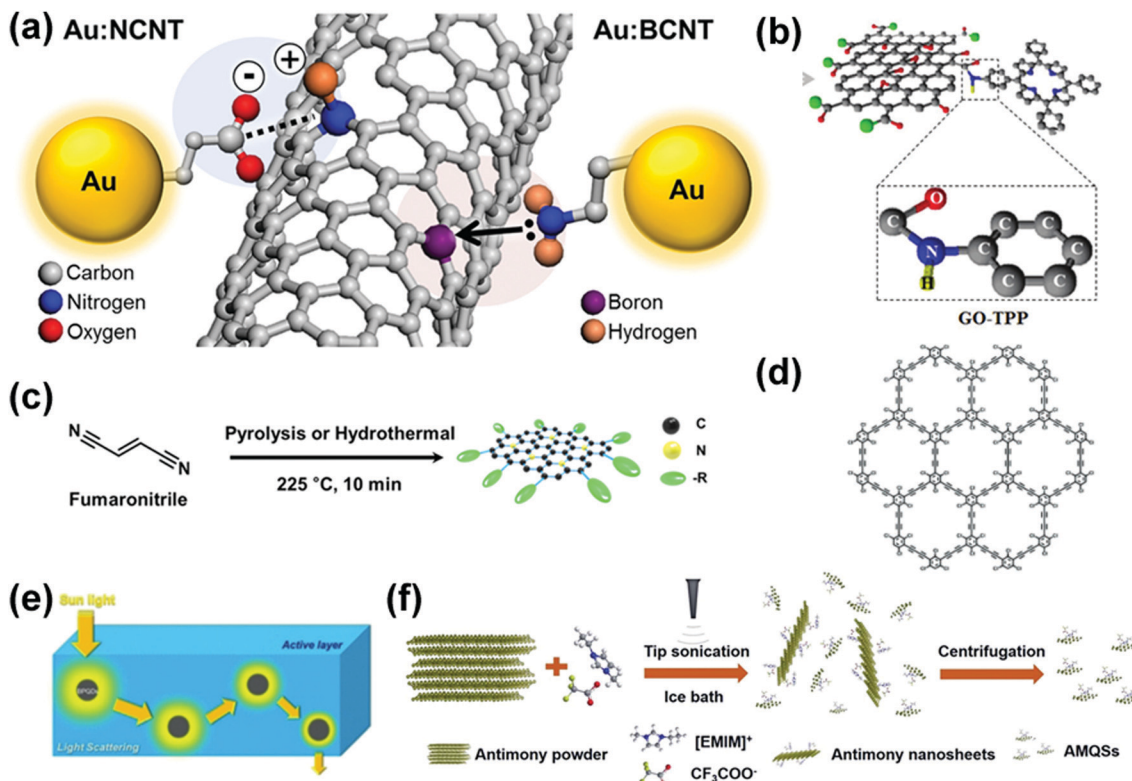 (a) Au:NCNT
Au:BCNT
-
+
Au
Au
Carbon
Nitrogen
Oxygen
Boron
Hydrogen
(b)
O
C
N
H
C
C
C
C
C
C
GO-TPP
(c)
N
N
Fumaronitrile
Pyrolysis or Hydrothermal
225 °C, 10 min
C
N
-R
(d)
(e)
Sun light
Active layer
Light Scattering
(f)
Tip sonication
Ice bath
Centrifugation
Antimony powder
[EMIM]⁺
CF₃COO⁻
Antimony nanosheets
AMQSs